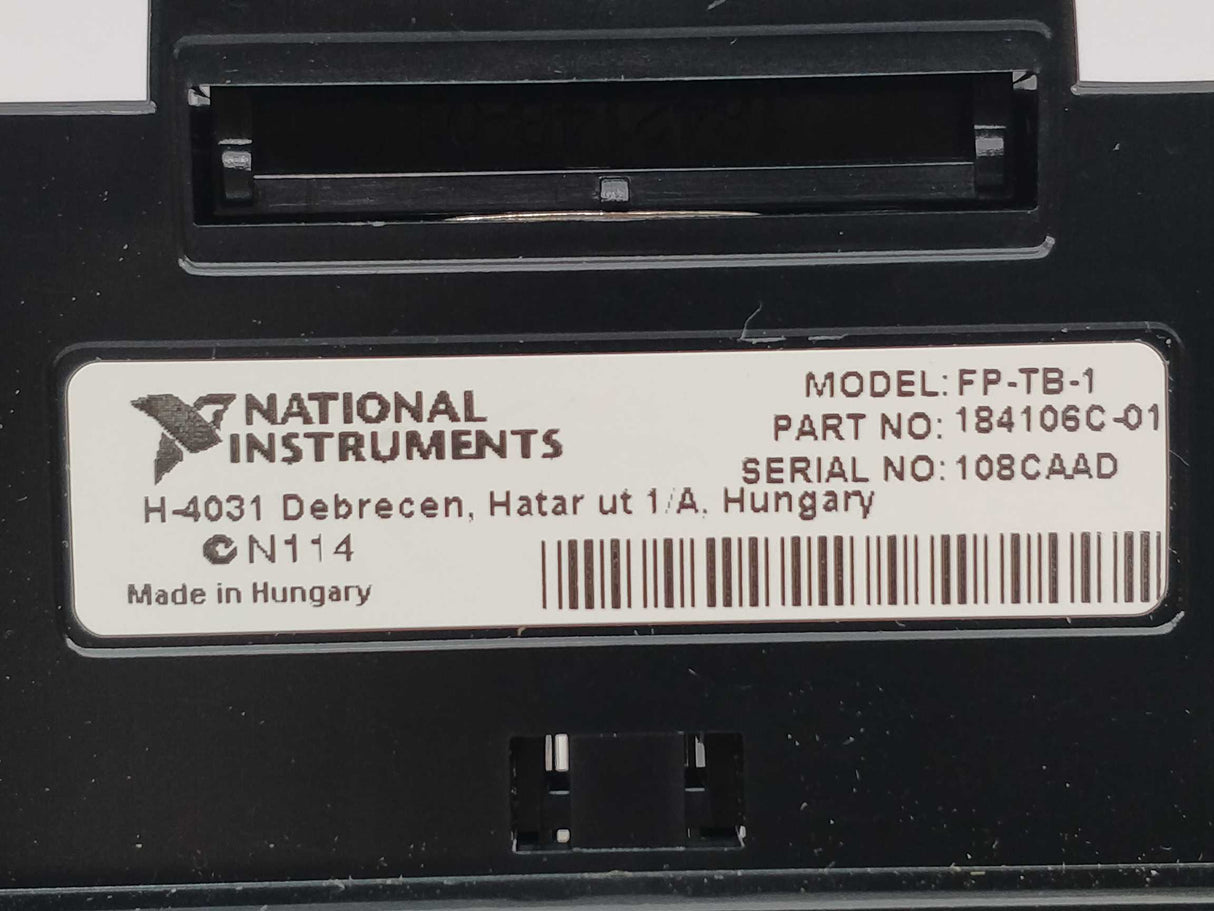 NATIONAL
INSTRUMENTS
MODEL: FP-TB-1
PART NO: 184106C-01
SERIAL NO: 108CAAD
H-4031 Debrecen, Hatar ut 1/A. Hungary
N114
Made in Hungary